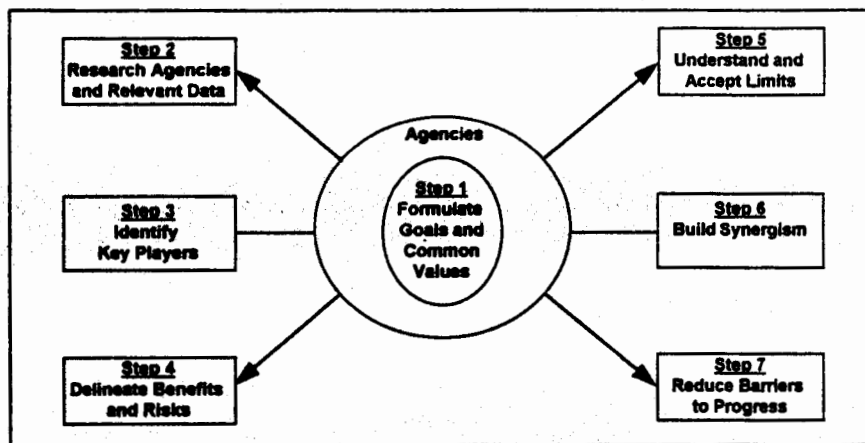 Step 2
Research Agencies
and Relevant Data
Step 5
Understand and
Accept Limits
Agencies
Step 1
Formulate
Goals and
Common
Values
Step 3
Identify
Key Players
Step 6
Build Synergism
Step 4
Delineate Benefits
and Risks
Step 7
Reduce Barriers
to Progress